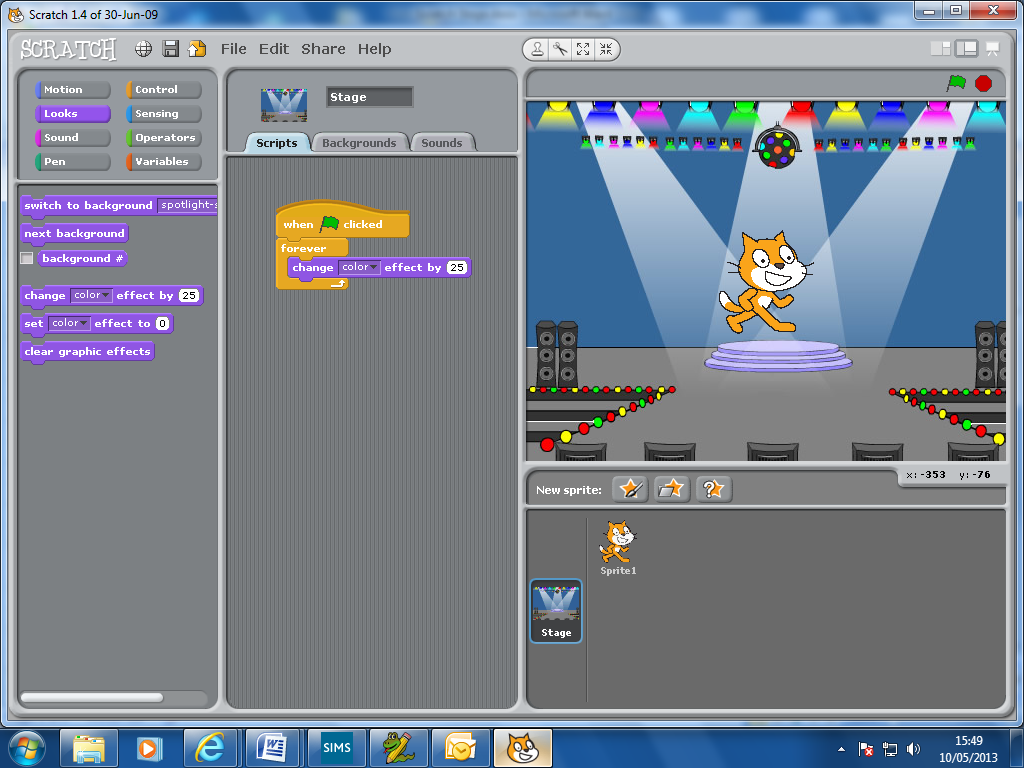 Scratch 1.4 of 30-Jun-09
SCRATCH
File Edit Share Help
Motion
Control
Looks
Sensing
Sound
Operators
Pen
Variables
switch to background spotlight-s
next background
background #
change color effect by 25
set color effect to 0
clear graphic effects
Stage
Scripts Backgrounds Sounds
when clicked
forever
change color effect by 25
x: -353 y: -76
New sprite:
Sprite1
Stage
SIMS
15:49
10/05/2013